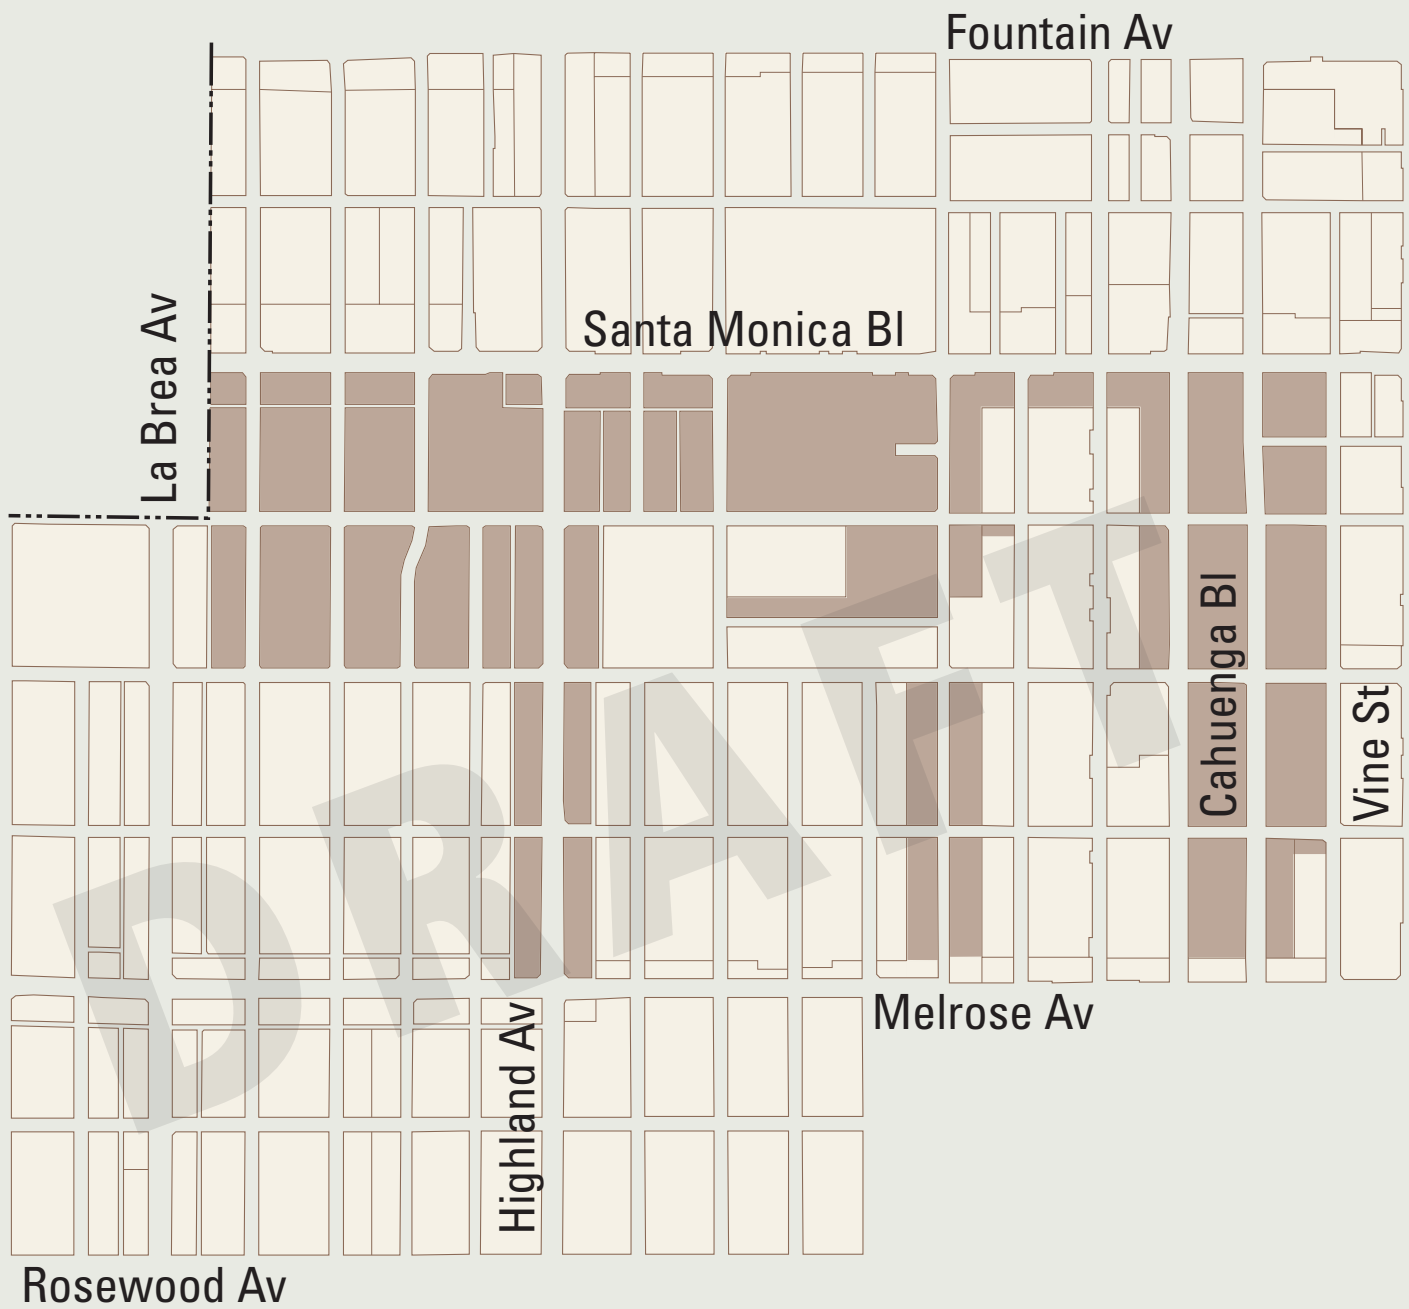 Fountain Av
Santa Monica Bl
La Brea Av
DRAFT
Cahuenga Bl
Vine St
Melrose Av
Highland Av
Rosewood Av